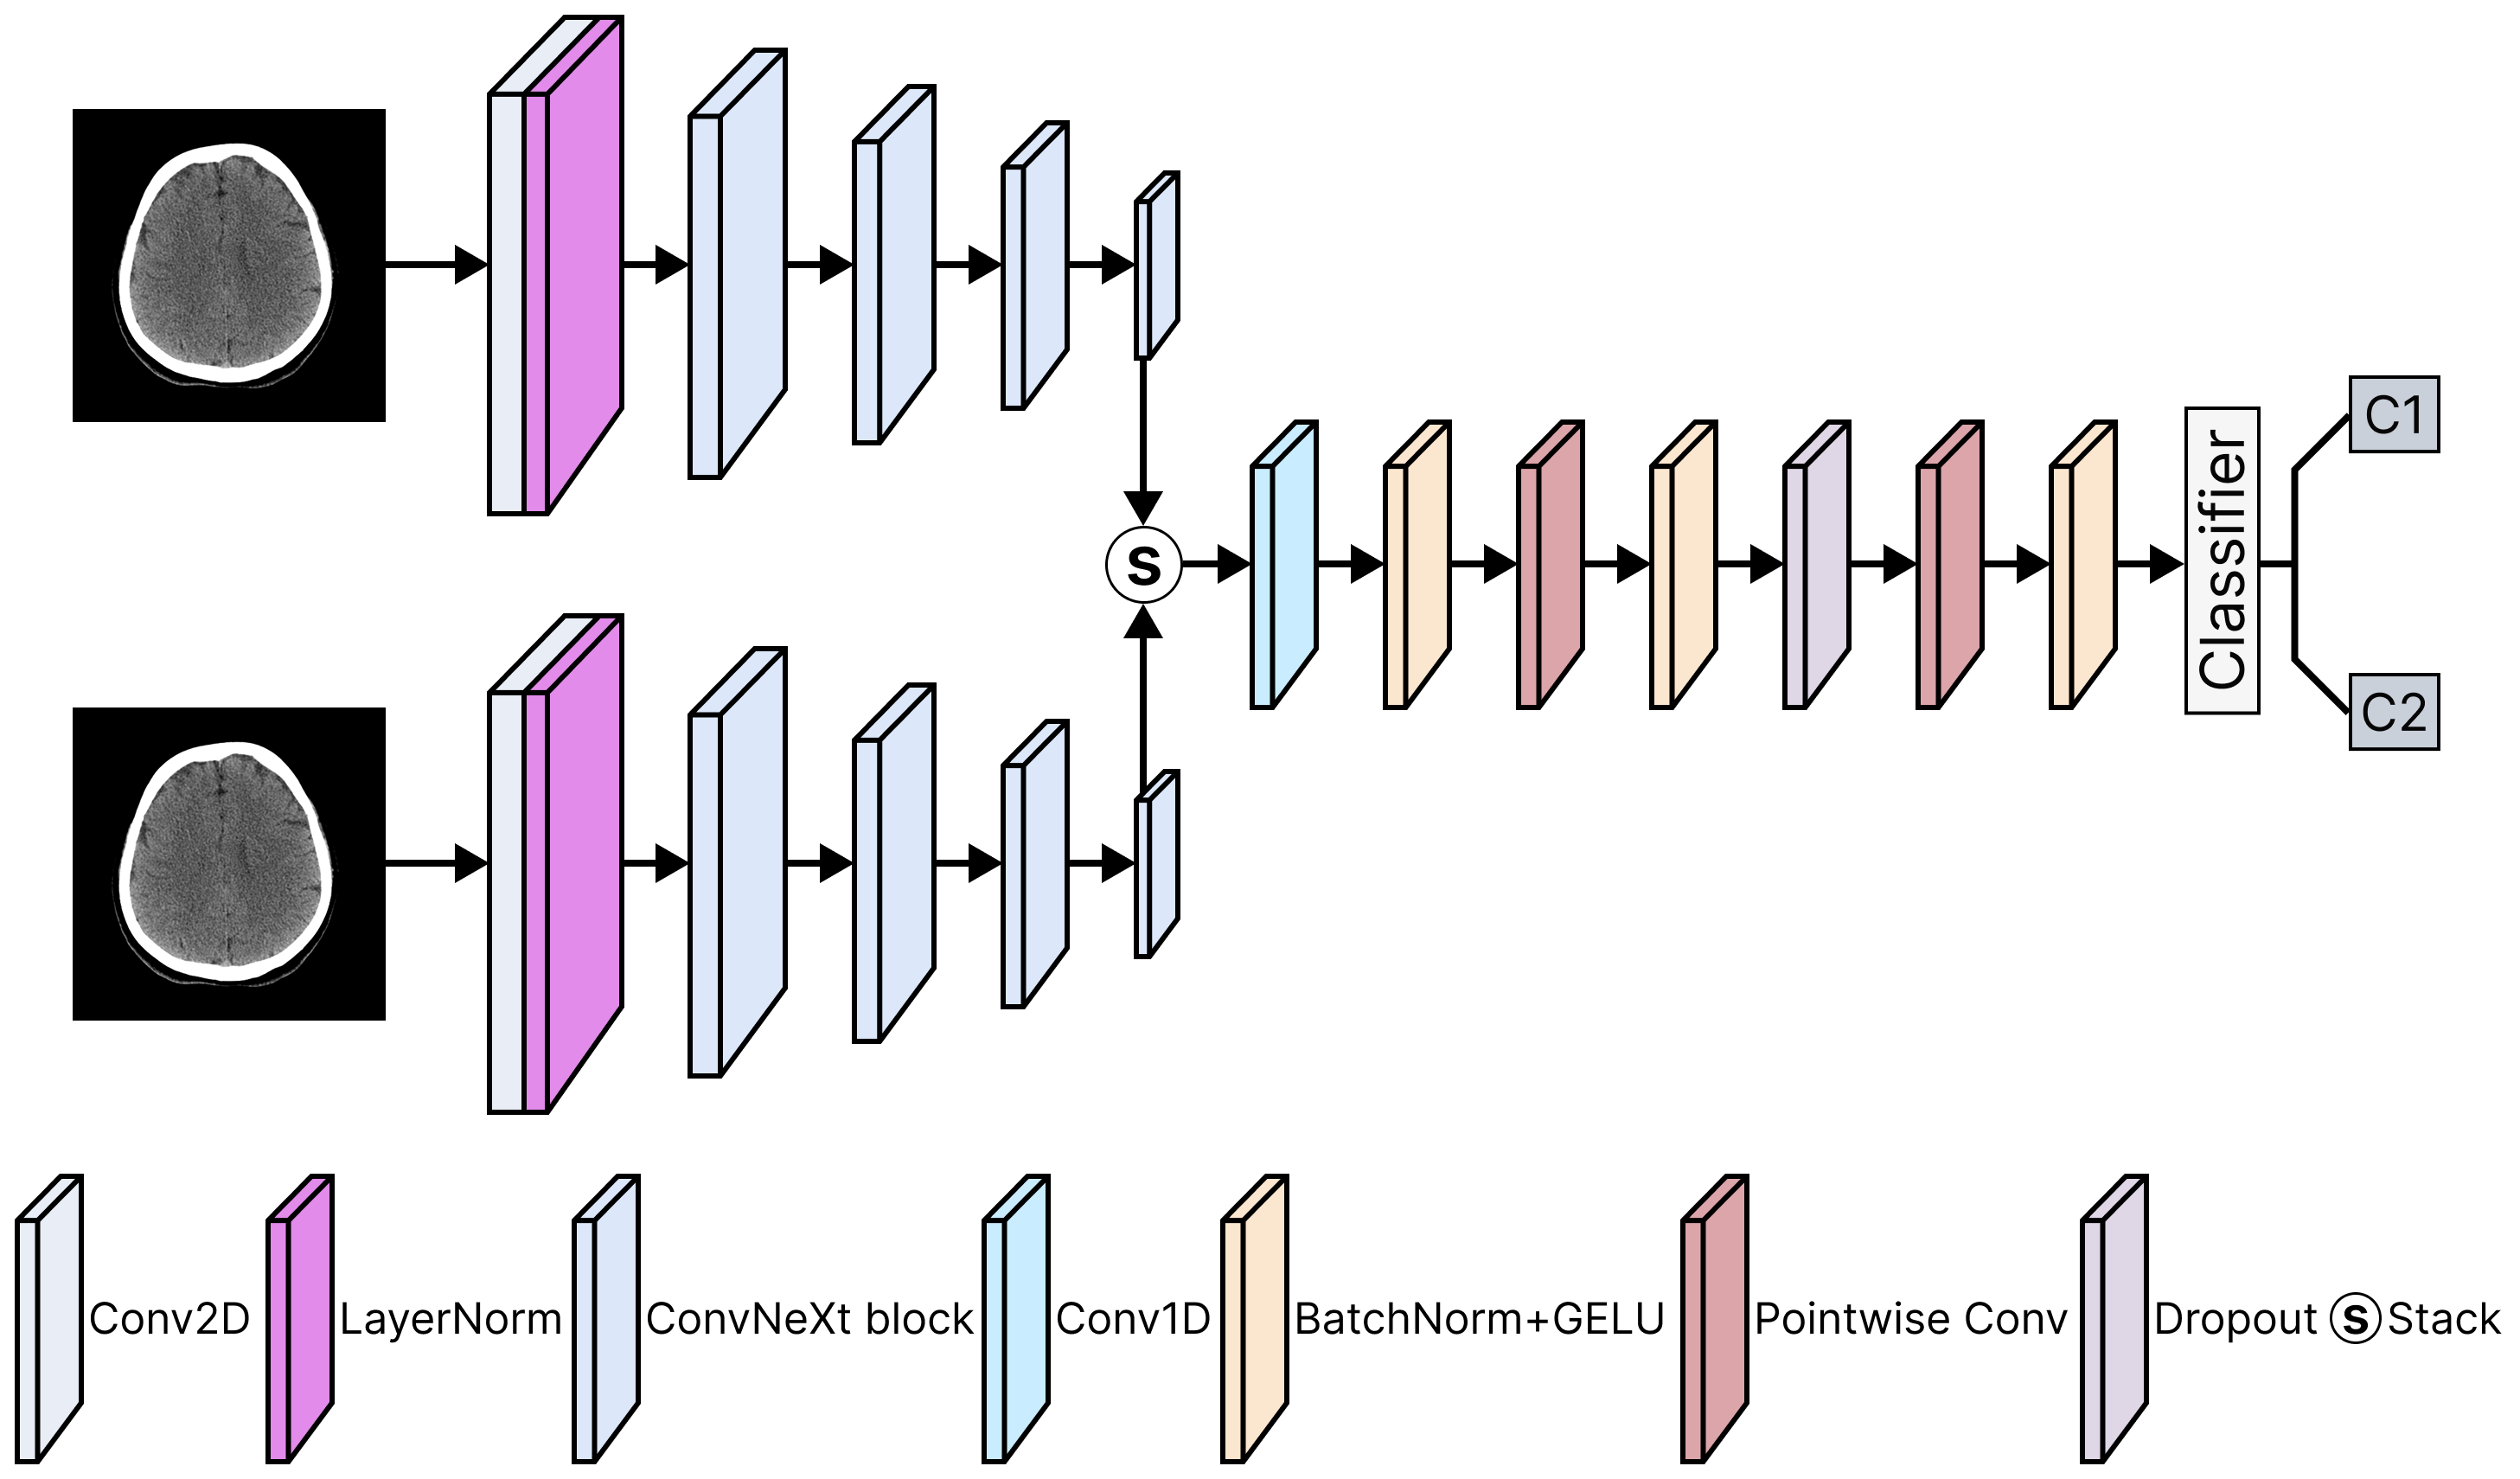 S
Classifier
C1
C2
Conv2D
LayerNorm
ConvNeXt block
Conv1D
BatchNorm+GELU
Pointwise Conv
Dropout
S Stack